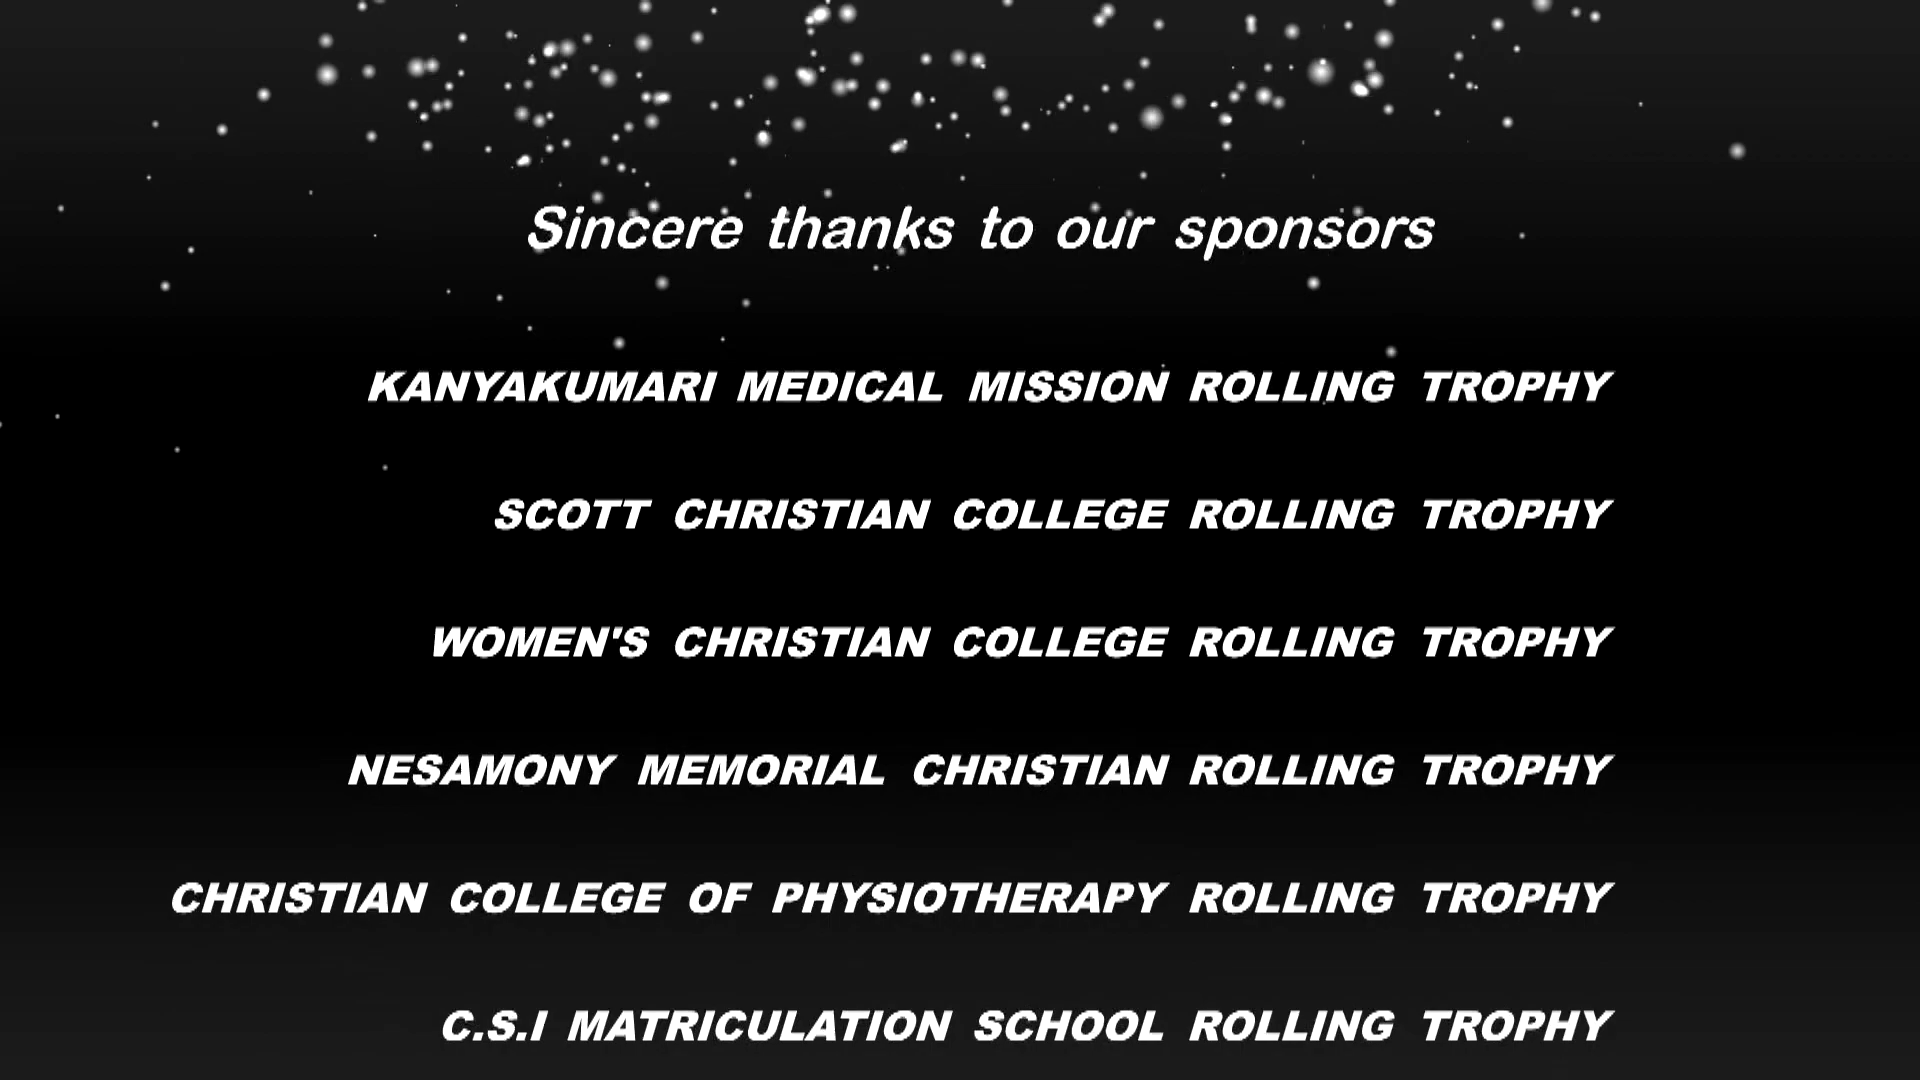 Sincere thanks to our sponsors
KANYAKUMARI MEDICAL MISSION ROLLING TROPHY
SCOTT CHRISTIAN COLLEGE ROLLING TROPHY
WOMEN'S CHRISTIAN COLLEGE ROLLING TROPHY
NESAMONY MEMORIAL CHRISTIAN ROLLING TROPHY
CHRISTIAN COLLEGE OF PHYSIOTHERAPY ROLLING TROPHY
C.S.I MATRICULATION SCHOOL ROLLING TROPHY